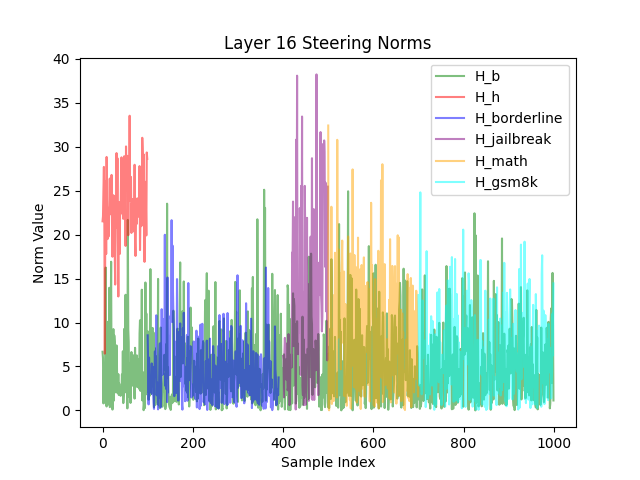 Layer 16 Steering Norms
Norm Value
40
35
30
25
20
15
10
5
0
0
200
400
600
800
1000
Sample Index
H_b
H_h
H_borderline
H_jailbreak
H_math
H_gsm8k